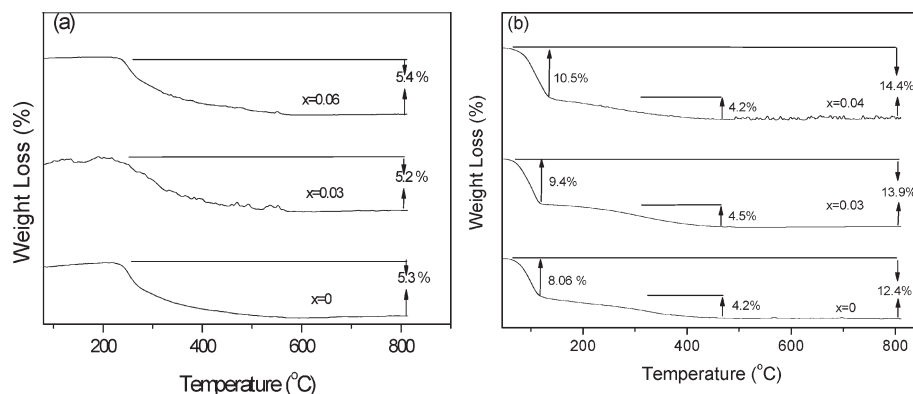 (a)
Weight Loss (%)
5.4 %
x=0.06
5.2 %
x=0.03
5.3 %
x=0
200 400 600 800
Temperature (°C)
(b)
Weight Loss (%)
10.5%
14.4%
4.2%
x=0.04
9.4%
13.9%
4.5%
x=0.03
8.06 %
12.4%
4.2%
x=0
200 400 600 800
Temperature (°C)